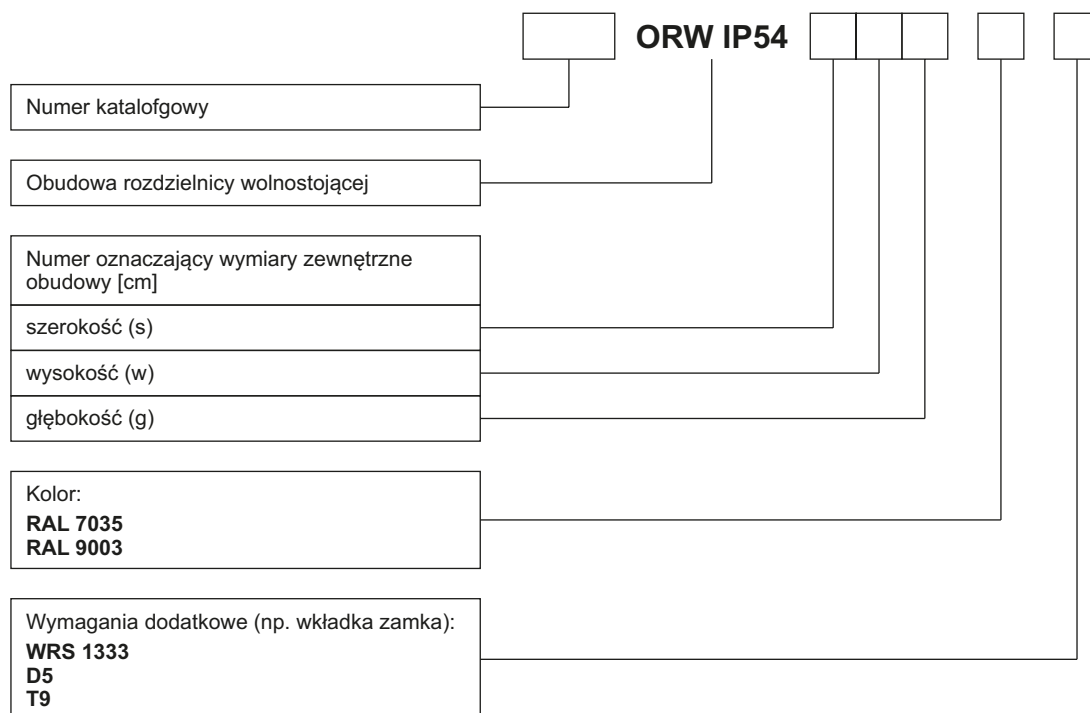 ORW IP54
Numer katalofgowy
Obudowa rozdzielnicy wolnostojącej
Numer oznaczający wymiary zewnętrzne
obudowy [cm]
szerokość (s)
wysokość (w)
głębokość (g)
Kolor:
RAL 7035
RAL 9003
Wymagania dodatkowe (np. wkładka zamka):
WRS 1333
D5
T9